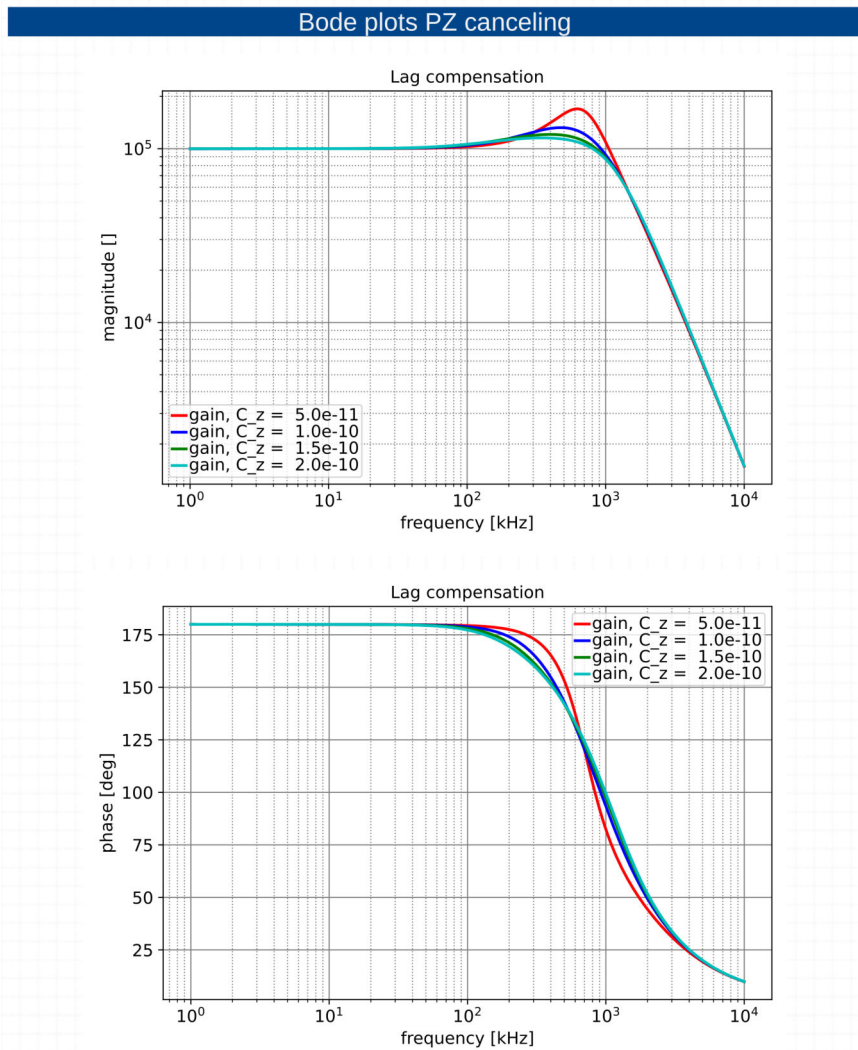 Bode plots PZ canceling
Lag compensation
magnitude []
10^5
10^4
gain, C_z = 5.0e-11
gain, C_z = 1.0e-10
gain, C_z = 1.5e-10
gain, C_z = 2.0e-10
10^0 10^1 10^2 10^3 10^4
frequency [kHz]
Lag compensation
phase [deg]
175
150
125
100
75
50
25
gain, C_z = 5.0e-11
gain, C_z = 1.0e-10
gain, C_z = 1.5e-10
gain, C_z = 2.0e-10
10^0 10^1 10^2 10^3 10^4
frequency [kHz]